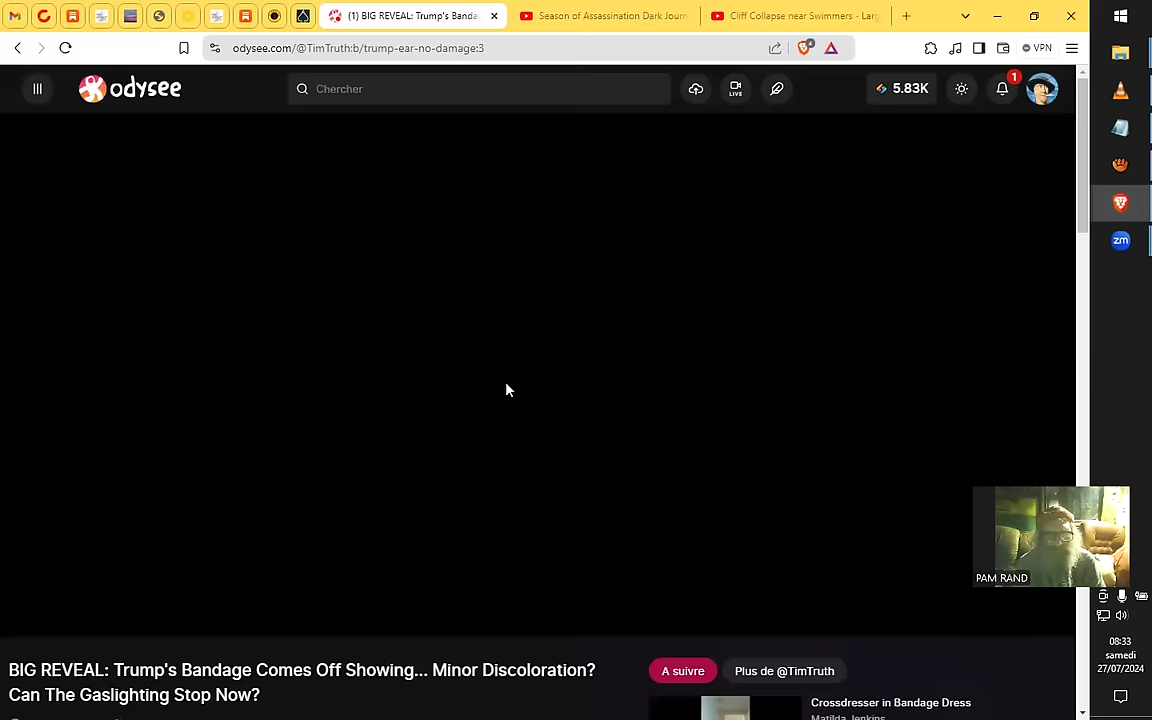 (1) BIG REVEAL: Trump's Banda
Season of Assassination Dark Journ
Cliff Collapse near Swimmers - Larg
odysee.com/@TimTruth:b/trump-ear-no-damage:3
VPN
odysee
Chercher
LIVE
5.83K
1
zm
PAM RAND
08:33
samedi
27/07/2024
BIG REVEAL: Trump's Bandage Comes Off Showing... Minor Discoloration?
Can The Gaslighting Stop Now?
A suivre
Plus de @TimTruth
Crossdresser in Bandage Dress
Matilda Jenkins